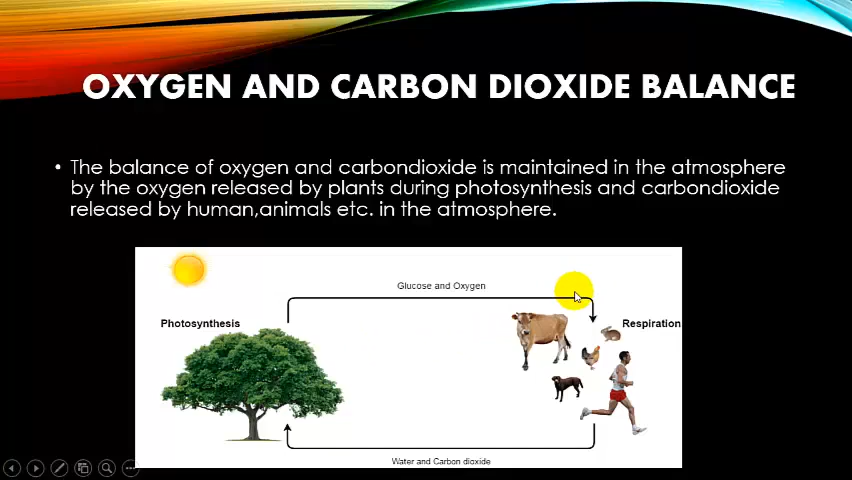 OXYGEN AND CARBON DIOXIDE BALANCE
• The balance of oxygen and carbondioxide is maintained in the atmosphere
by the oxygen released by plants during photosynthesis and carbondioxide
released by human,animals etc. in the atmosphere.
Glucose and Oxygen
Photosynthesis
Respiration
Water and Carbon dioxide